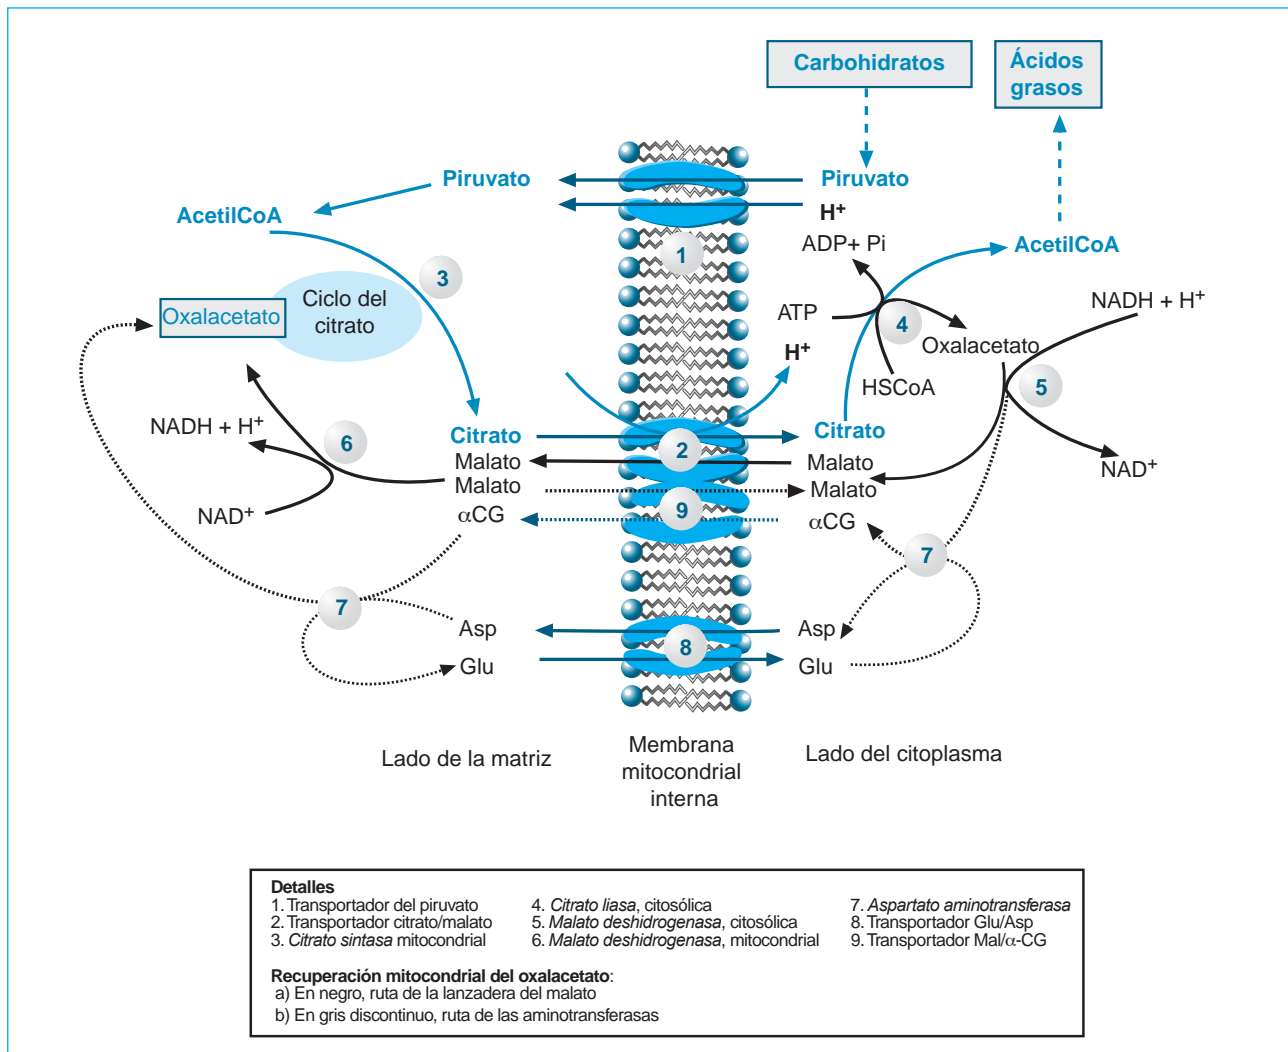 Carbohidratos
Ácidos
grasos
Piruvato
Piruvato
H+
AcetilCoA
1
ADP+ Pi
AcetilCoA
3
Ciclo del
citrato
Oxalacetato
ATP
4
NADH + H+
Oxalacetato
H+
HSCoA
5
NADH + H+
6
Citrato
2
Citrato
Malato
Malato
NAD+
Malato
Malato
NAD+
αCG
9
αCG
7
7
Asp
Asp
8
Glu
Glu
Lado de la matriz
Membrana
mitocondrial
interna
Lado del citoplasma
Detalles
1. Transportador del piruvato
2. Transportador citrato/malato
3. Citrato sintasa mitocondrial
4. Citrato liasa, citosólica
5. Malato deshidrogenasa, citosólica
6. Malato deshidrogenasa, mitocondrial
7. Aspartato aminotransferasa
8. Transportador Glu/Asp
9. Transportador Mal/α-CG
Recuperación mitocondrial del oxalacetato:
a) En negro, ruta de la lanzadera del malato
b) En gris discontinuo, ruta de las aminotransferasas